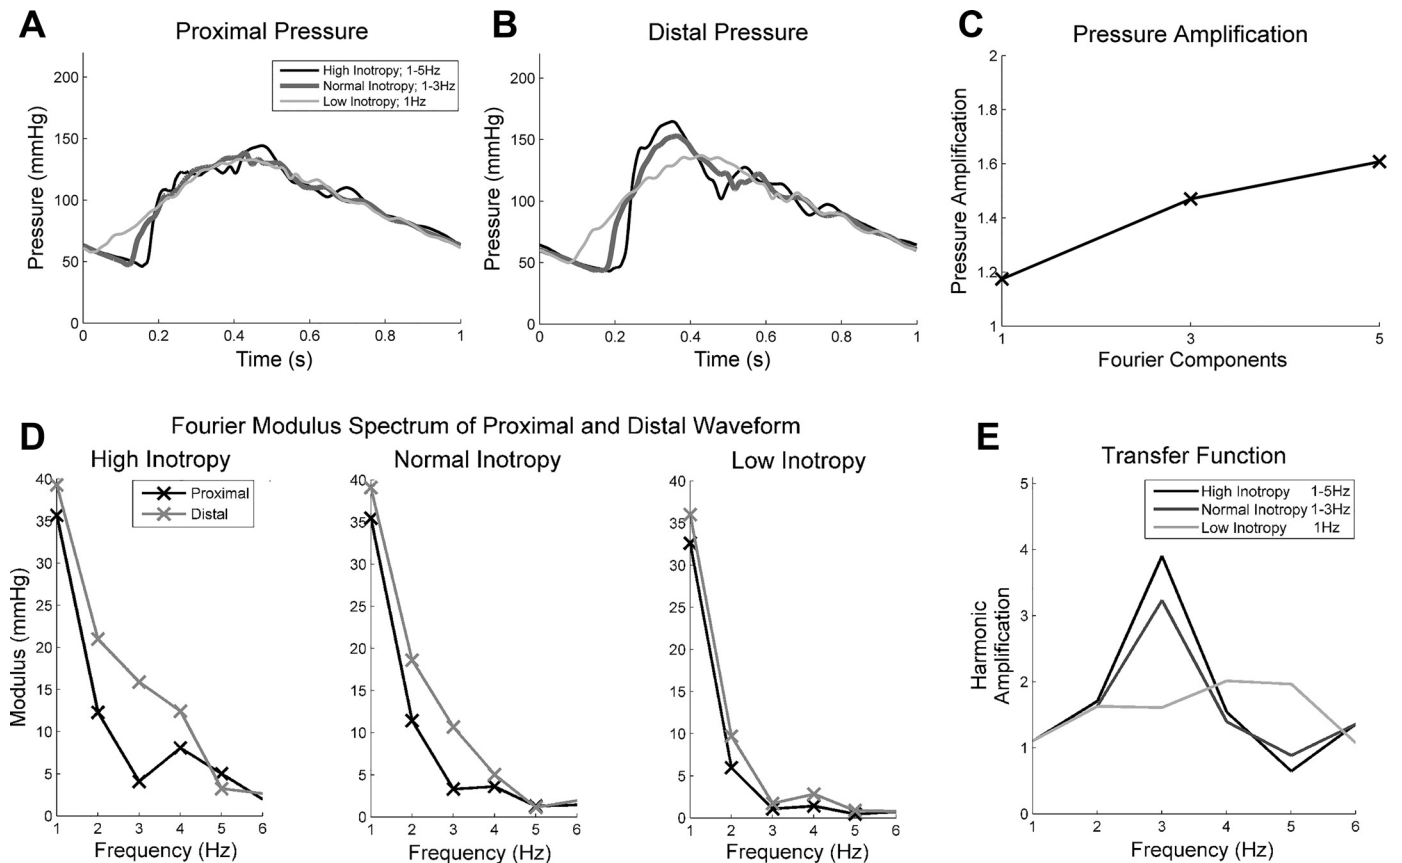 A
Proximal Pressure
Pressure (mmHg)
200
150
100
50
0
0 0.2 0.4 0.6 0.8 1
Time (s)
High Inotropy; 1-5Hz
Normal Inotropy; 1-3Hz
Low Inotropy; 1Hz
B
Distal Pressure
Pressure (mmHg)
200
150
100
50
0
0 0.2 0.4 0.6 0.8 1
Time (s)
C
Pressure Amplification
Pressure Amplification
2
1.8
1.6
1.4
1.2
1
1 3 5
Fourier Components
D
Fourier Modulus Spectrum of Proximal and Distal Waveform
High Inotropy
Modulus (mmHg)
40
35
30
25
20
15
10
5
0
1 2 3 4 5 6
Frequency (Hz)
Proximal
Distal
Normal Inotropy
40
35
30
25
20
15
10
5
0
1 2 3 4 5 6
Frequency (Hz)
Low Inotropy
40
35
30
25
20
15
10
5
0
1 2 3 4 5 6
Frequency (Hz)
E
Transfer Function
Harmonic
Amplification
5
4
3
2
1
0
1 2 3 4 5 6
Frequency (Hz)
High Inotropy 1-5Hz
Normal Inotropy 1-3Hz
Low Inotropy 1Hz